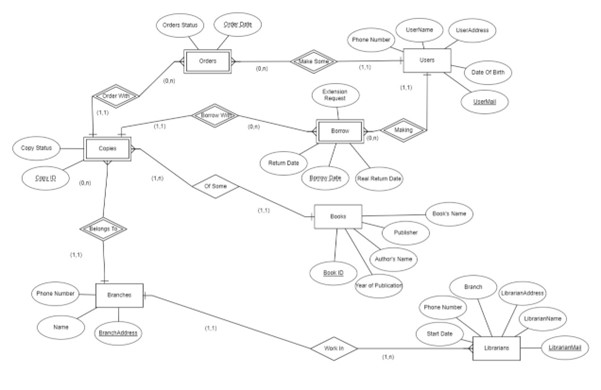 Orders Status
Order Date
Orders
(0,n)
Make Some
(1,1)
Phone Number
UserName
UserAddress
Users
Date Of Birth
UserMail
(1,1)
Order With
(1,1)
(0,n)
Borrow With
(1,1)
(0,n)
Extension
Request
Borrow
(0,n)
Making
Return Date
Borrow Date
Real Return Date
Copy Status
Copy ID
Copies
(0,n)
(1,n)
Of Some
(1,1)
Books
Book's Name
Publisher
Author's Name
Year of Publication
Book ID
Belongs To
(1,1)
Phone Number
Branches
Name
BranchAddress
(1,1)
Work In
(1,n)
Branch
LibrarianAddress
Phone Number
LibrarianName
Start Date
Librarians
LibrarianMail